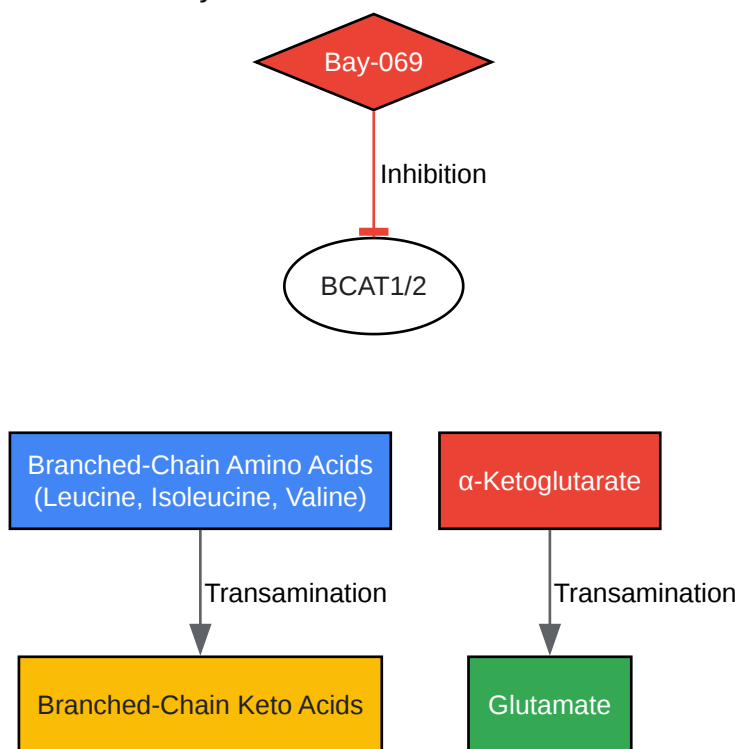 Bay-069
Inhibition
BCAT1/2
Branched-Chain Amino Acids
(Leucine, Isoleucine, Valine)
α-Ketoglutarate
Transamination
Transamination
Branched-Chain Keto Acids
Glutamate